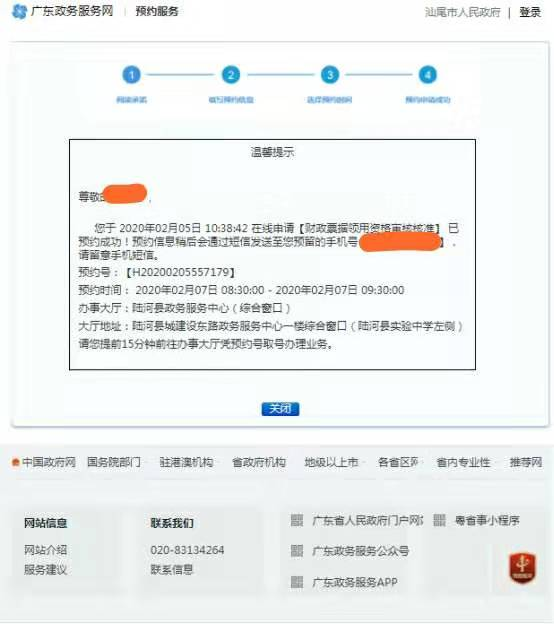 广东政务服务网 | 预约服务
汕尾市人民政府 | 登录
1 2 3 4
阅读承诺 填写预约信息 选择预约时间 预约申请成功
温馨提示
尊敬
,
您于 2020年02月05日 10:38:42 在线申请【财政票据领用资格审核核准】 已
预约成功！预约信息稍后会通过短信发送至您预留的手机号 】，
请留意手机短信。
预约号：【H20200205557179】
预约时间： 2020年02月07日 08:30:00 - 2020年02月07日 09:30:00
办事大厅：陆河县政务服务中心（综合窗口）
大厅地址：陆河县城建设东路政务服务中心一楼综合窗口（陆河县实验中学左侧）
请您提前15分钟前往办事大厅凭预约号取号办理业务。
关闭
中国政府网 国务院部门 驻港澳机构 省政府机构 地级以上市 各省区网 省内专业性 推荐网
网站信息
网站介绍
服务建议
联系我们
020-83134264
联系信息
广东省人民政府门户网
粤省事小程序
广东政务服务公众号
广东政务服务APP